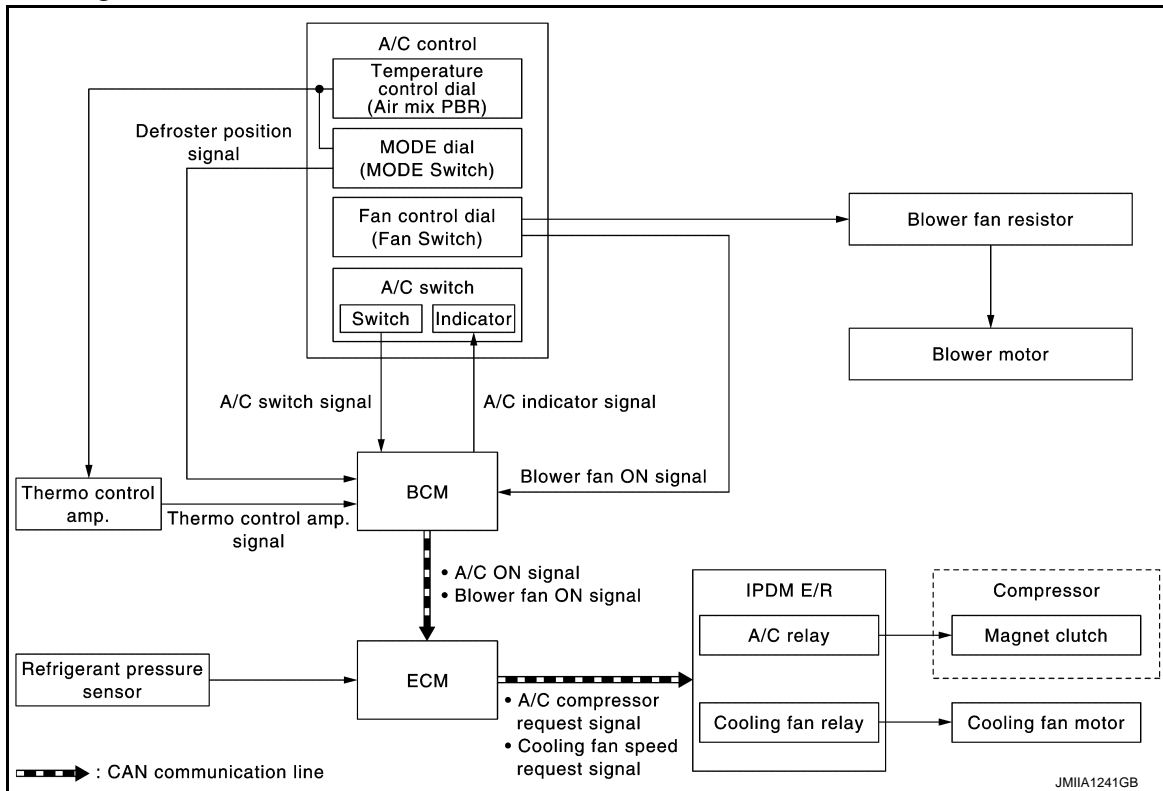 A/C control
Temperature
control dial
(Air mix PBR)
Defroster position
signal
MODE dial
(MODE Switch)
Fan control dial
(Fan Switch)
Blower fan resistor
A/C switch
Switch
Indicator
Blower motor
A/C switch signal
A/C indicator signal
Blower fan ON signal
BCM
Thermo control
amp.
Thermo control amp.
signal
• A/C ON signal
• Blower fan ON signal
IPDM E/R
Compressor
A/C relay
Magnet clutch
Refrigerant pressure
sensor
ECM
• A/C compressor
request signal
• Cooling fan speed
request signal
Cooling fan relay
Cooling fan motor
: CAN communication line
JMIIA1241GB